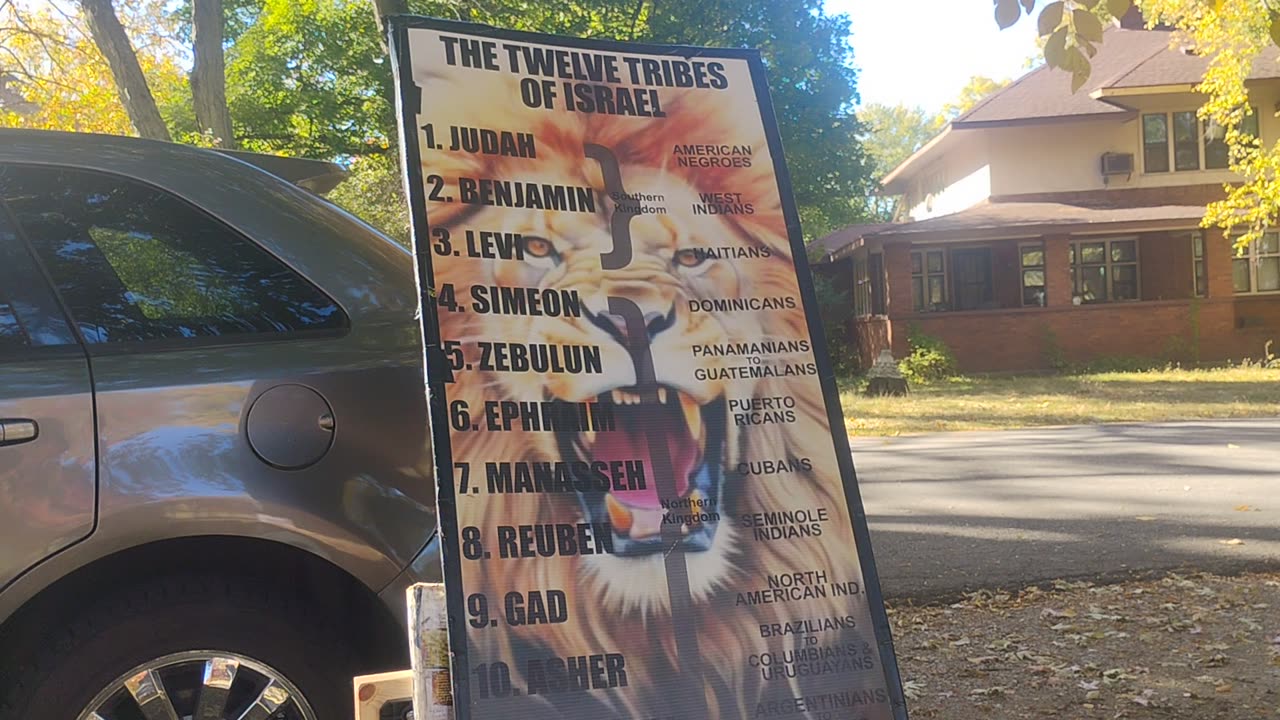 THE TWELVE TRIBES
OF ISRAEL
1. JUDAH
AMERICAN
NEGROES
2. BENJAMIN
Southern
Kingdom
WEST
INDIANS
3. LEVI
HAITIANS
4. SIMEON
DOMINICANS
5. ZEBULUN
PANAMANIANS
TO
GUATEMALANS
6. EPHRAIM
PUERTO
RICANS
7. MANASSEH
CUBANS
Northern
Kingdom
8. REUBEN
SEMINOLE
INDIANS
9. GAD
NORTH
AMERICAN IND.
10. ASHER
BRAZILIANS
TO
COLUMBIANS &
URUGUAYANS
ARGENTINIANS
TO